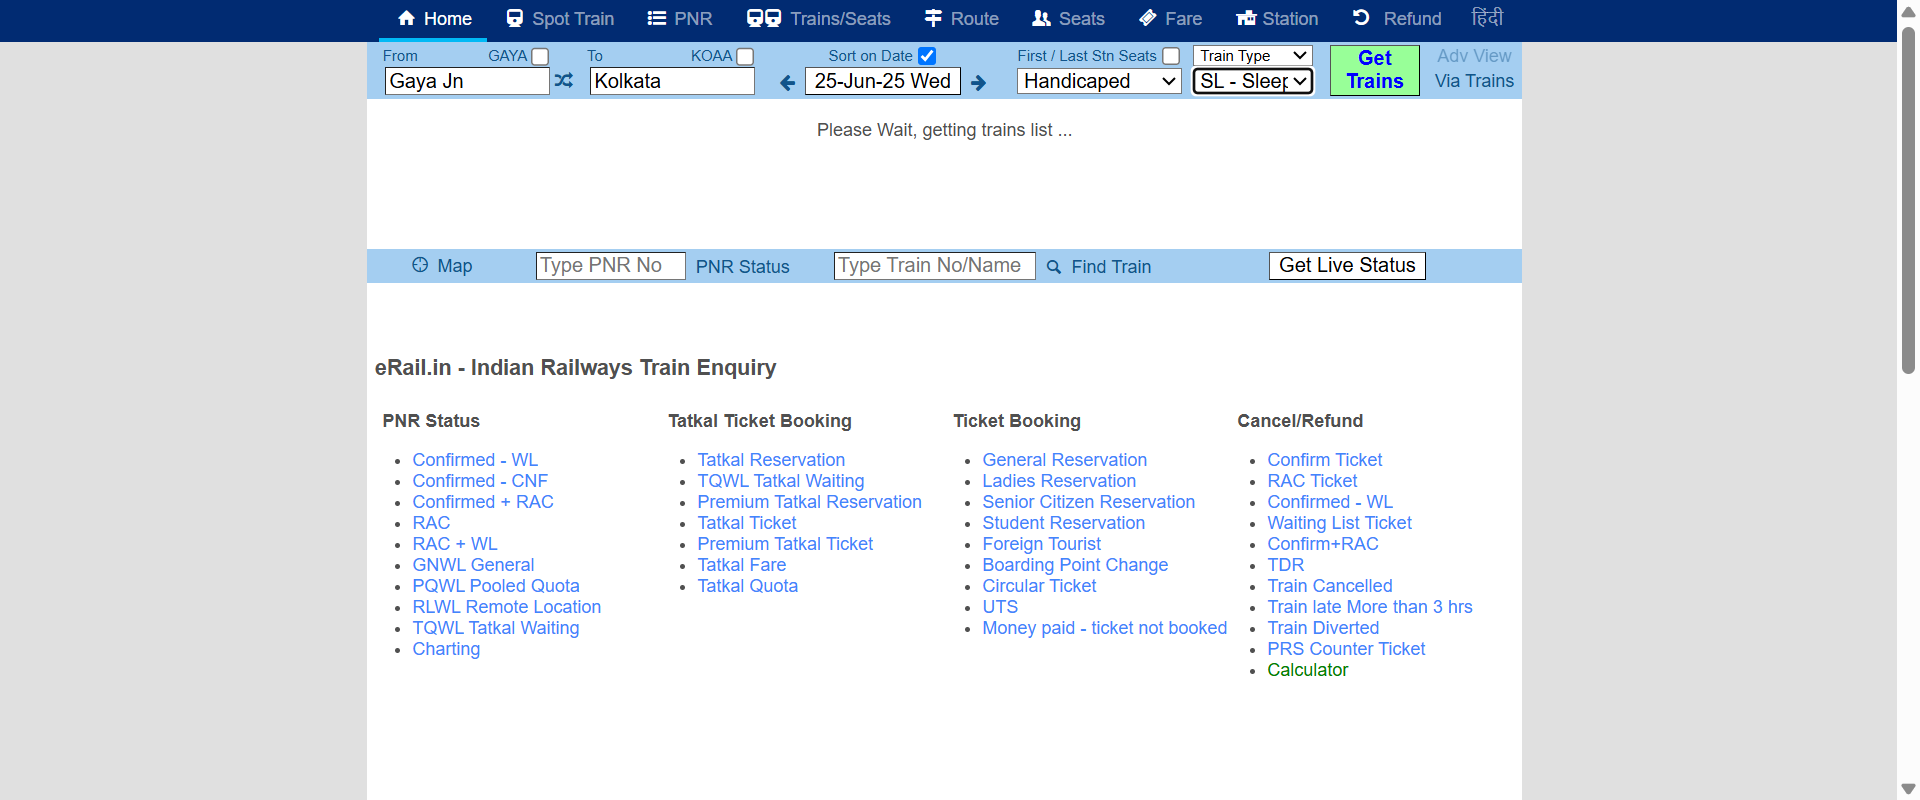 Home Spot Train PNR Trains/Seats Route Seats Fare Station Refund हिंदी
From GAYA To KOAA Sort on Date First / Last Stn Seats Train Type Get Trains Adv View
Gaya Jn Kolkata 25-Jun-25 Wed Handicaped SL - Sleep Via Trains
Please Wait, getting trains list ...
Map Type PNR No PNR Status Type Train No/Name Find Train Get Live Status
eRail.in - Indian Railways Train Enquiry
PNR Status
Confirmed - WL
Confirmed - CNF
Confirmed + RAC
RAC
RAC + WL
GNWL General
PQWL Pooled Quota
RLWL Remote Location
TQWL Tatkal Waiting
Charting
Tatkal Ticket Booking
Tatkal Reservation
TQWL Tatkal Waiting
Premium Tatkal Reservation
Tatkal Ticket
Premium Tatkal Ticket
Tatkal Fare
Tatkal Quota
Ticket Booking
General Reservation
Ladies Reservation
Senior Citizen Reservation
Student Reservation
Foreign Tourist
Boarding Point Change
Circular Ticket
UTS
Money paid - ticket not booked
Cancel/Refund
Confirm Ticket
RAC Ticket
Confirmed - WL
Waiting List Ticket
Confirm+RAC
TDR
Train Cancelled
Train late More than 3 hrs
Train Diverted
PRS Counter Ticket
Calculator